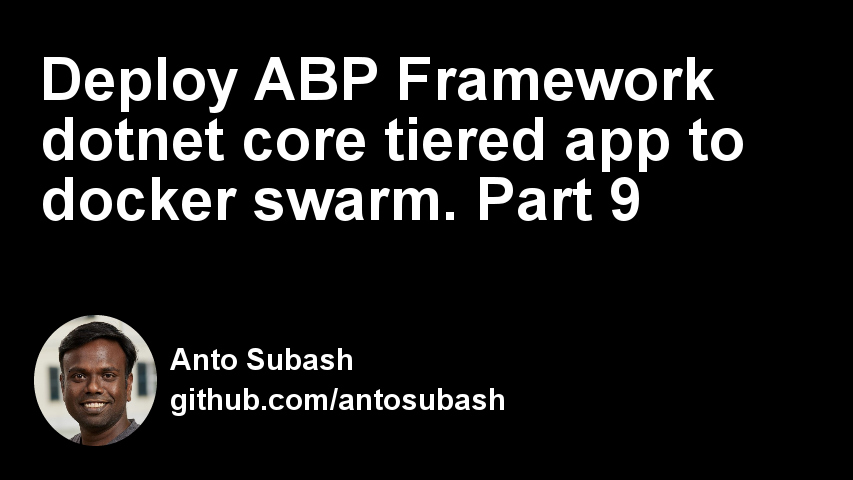 Deploy ABP Framework
dotnet core tiered app to
docker swarm. Part 9
Anto Subash
github.com/antosubash